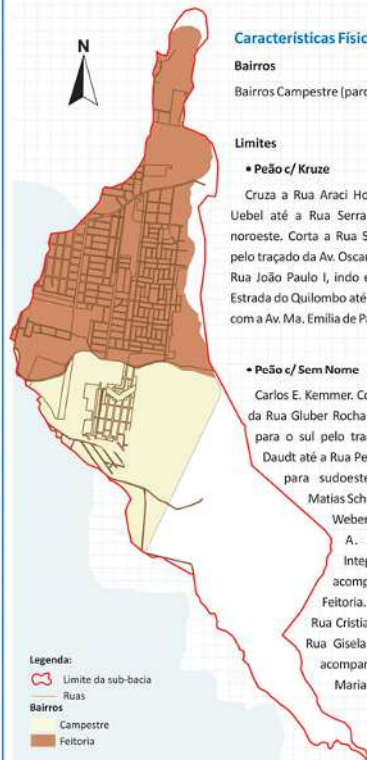 N
Características Físic
Bairros
Bairros Campestre (parc
Limites
• Peão c/ Kruze
Cruza a Rua Araci Ho
Uebel até a Rua Serra
noroeste. Corta a Rua S
pelo traçado da Av. Oscar
Rua João Paulo I, indo e
Estrada do Quilombo até
com a Av. Ma. Emilia de Pa
• Peão c/ Sem Nome
Carlos E. Kemmer. Co
da Rua Gluber Rocha
para o sul pelo traç
Daudt até a Rua Pe
para sudoeste
Matias Sch
Weber
A.
Integ
acomp
Feitoria.
Rua Cristia
Rua Gisela
acompar
Maria
Legenda:
Limite da sub-bacia
Ruas
Bairros
Campestre
Feitoria